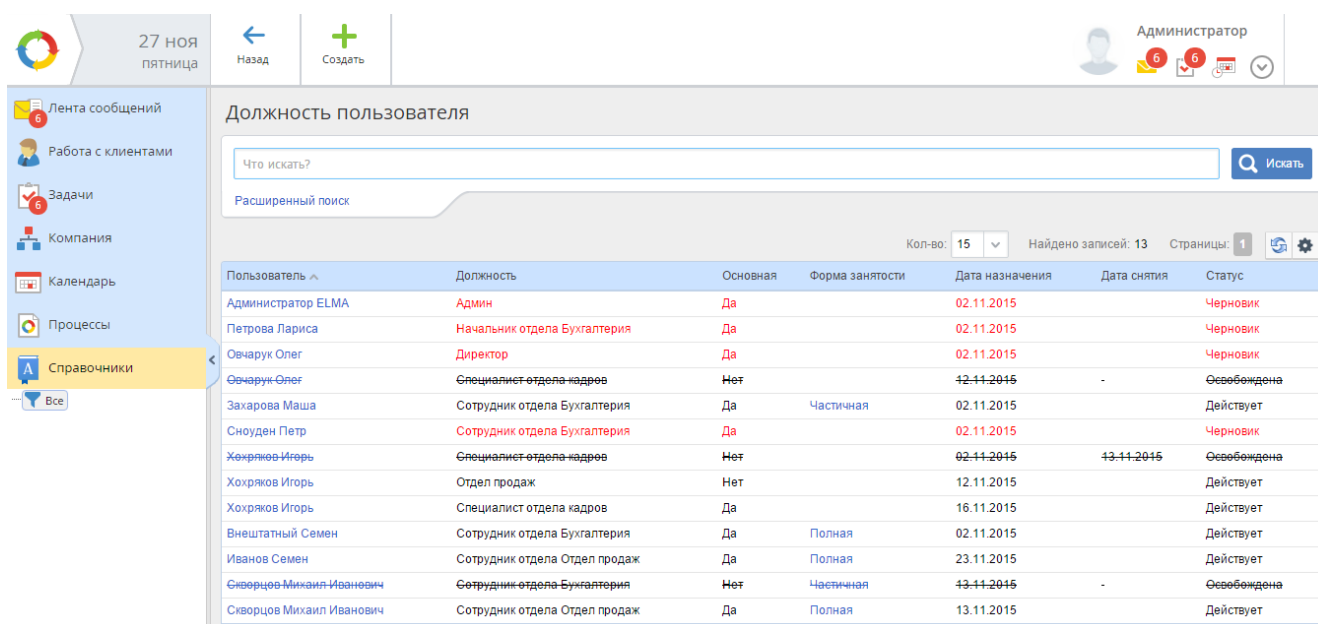 27 ноя
пятница
Назад
Создать
Администратор
6
6
Лента сообщений
6
Работа с клиентами
Задачи
6
Компания
Календарь
Процессы
Справочники
Все
Должность пользователя
Что искать?
Искать
Расширенный поиск
Кол-во: 15 Найдено записей: 13 Страницы: 1
Пользователь Должность Основная Форма занятости Дата назначения Дата снятия Статус
Администратор ELMA Админ Да 02.11.2015 Черновик
Петрова Лариса Начальник отдела Бухгалтерия Да 02.11.2015 Черновик
Овчарук Олег Директор Да 02.11.2015 Черновик
Овчарук Олег Специалист отдела кадров Нет 12.11.2015 - Освобождена
Захарова Маша Сотрудник отдела Бухгалтерия Да Частичная 02.11.2015 Действует
Сноуден Петр Сотрудник отдела Бухгалтерия Да 02.11.2015 Черновик
Хохряков Игорь Специалист отдела кадров Нет 02.11.2015 13.11.2015 Освобождена
Хохряков Игорь Отдел продаж Нет 12.11.2015 Действует
Хохряков Игорь Специалист отдела кадров Да 16.11.2015 Действует
Внештатный Семен Сотрудник отдела Бухгалтерия Да Полная 02.11.2015 Действует
Иванов Семен Сотрудник отдела Отдел продаж Да Полная 23.11.2015 Действует
Скворцов Михаил Иванович Сотрудник отдела Бухгалтерия Нет Частичная 13.11.2015 - Освобождена
Скворцов Михаил Иванович Сотрудник отдела Отдел продаж Да Полная 13.11.2015 Действует